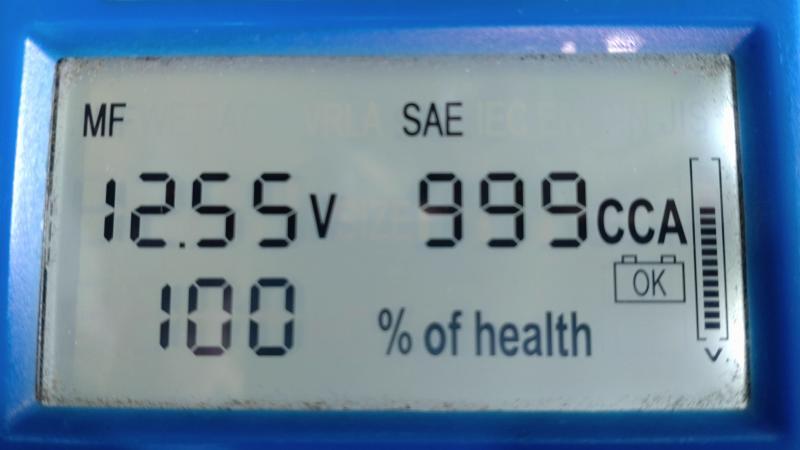 MF SAE
12.55 V 999 CCA
OK
100 % of health